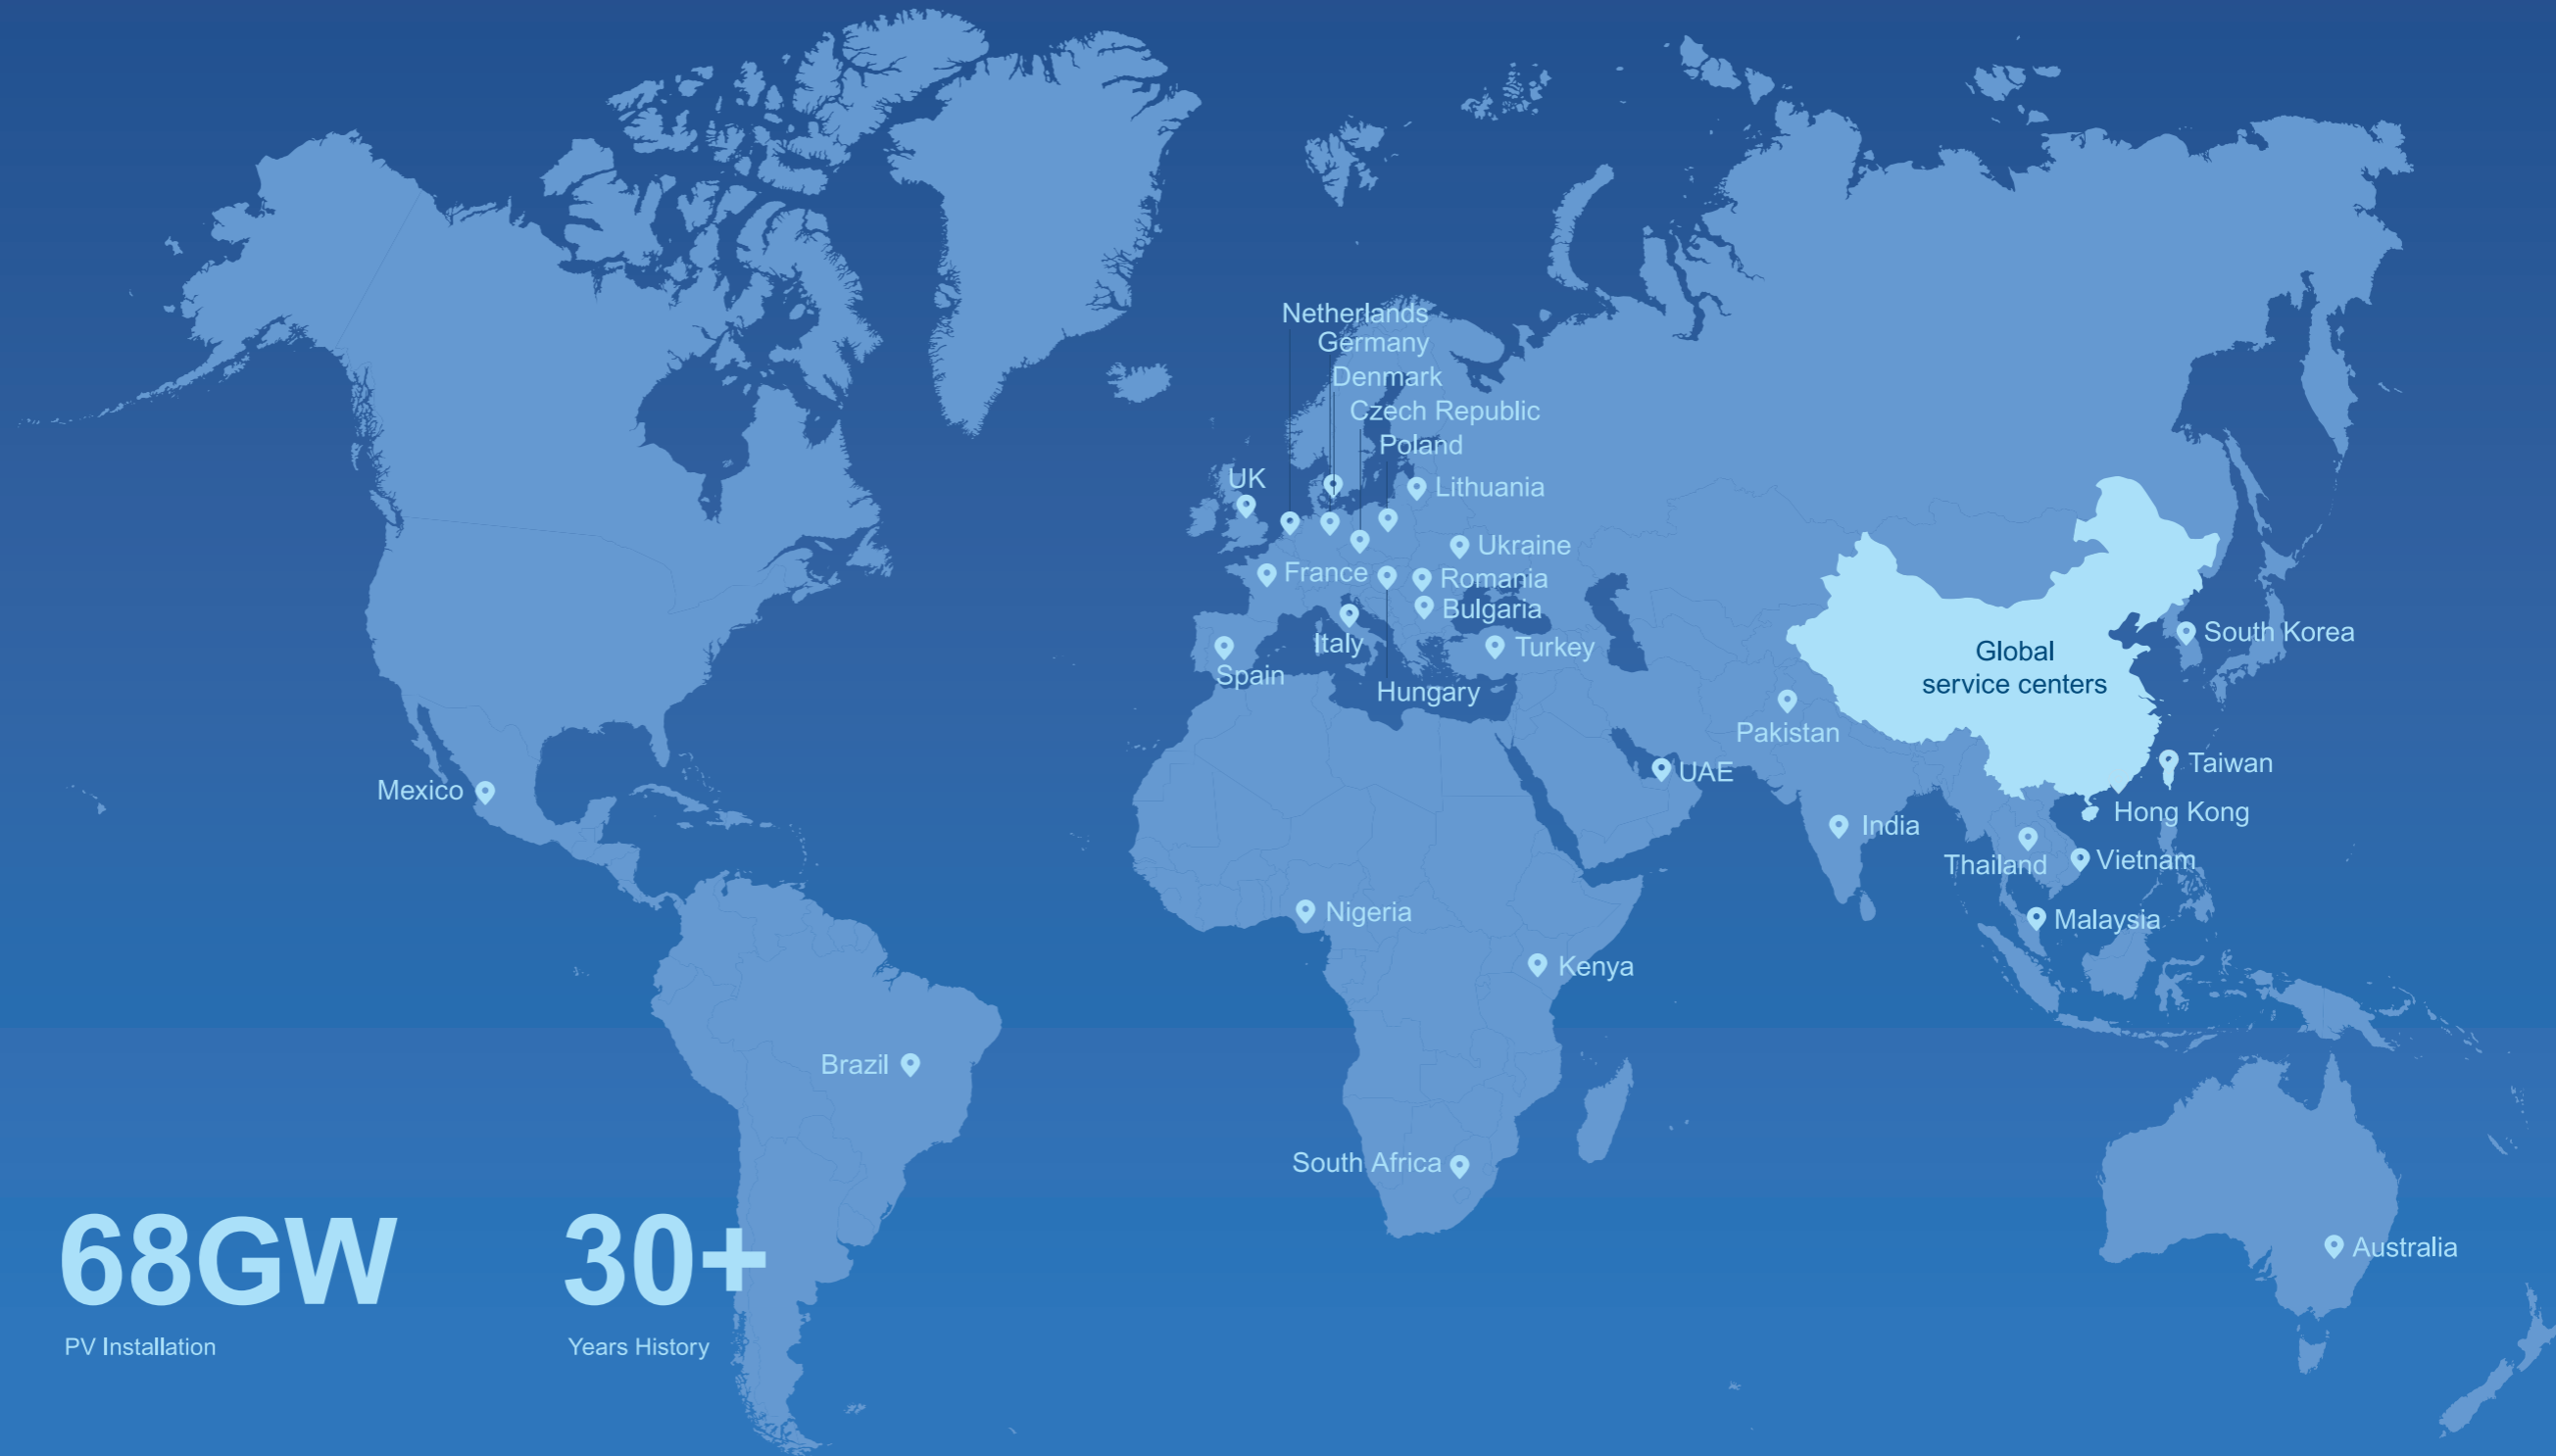 Netherlands
Germany
Denmark
Czech Republic
Poland
UK
Lithuania
Ukraine
France
Romania
Bulgaria
Italy
Turkey
Spain
Hungary
Global
service centers
South Korea
Pakistan
Taiwan
UAE
Mexico
Hong Kong
India
Thailand
Vietnam
Nigeria
Malaysia
Kenya
Brazil
South Africa
Australia
68GW
PV Installation
30+
Years History